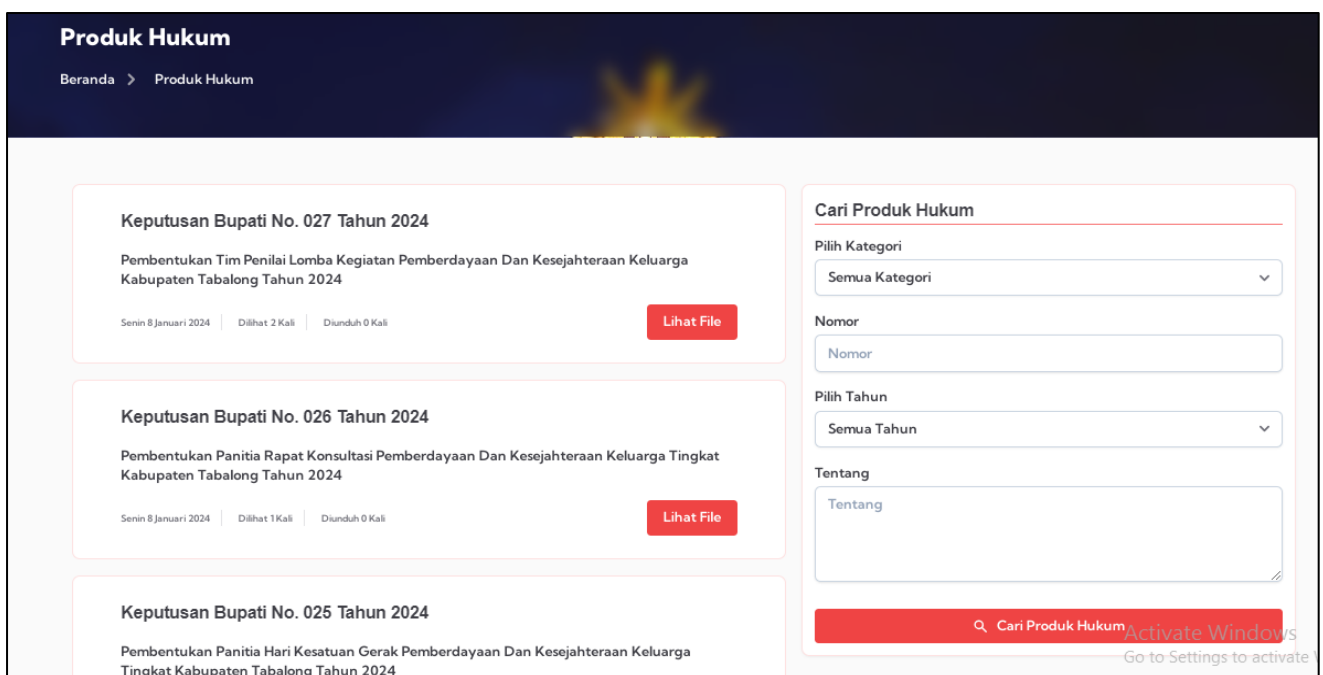 Produk Hukum
Beranda > Produk Hukum
Keputusan Bupati No. 027 Tahun 2024
Pembentukan Tim Penilai Lomba Kegiatan Pemberdayaan Dan Kesejahteraan Keluarga
Kabupaten Tabalong Tahun 2024
Senin 8 Januari 2024 Dilihat 2 Kali Diunduh 0 Kali Lihat File
Keputusan Bupati No. 026 Tahun 2024
Pembentukan Panitia Rapat Konsultasi Pemberdayaan Dan Kesejahteraan Keluarga Tingkat
Kabupaten Tabalong Tahun 2024
Senin 8 Januari 2024 Dilihat 1 Kali Diunduh 0 Kali Lihat File
Keputusan Bupati No. 025 Tahun 2024
Pembentukan Panitia Hari Kesatuan Gerak Pemberdayaan Dan Kesejahteraan Keluarga
Tingkat Kabupaten Tabalong Tahun 2024
Cari Produk Hukum
Pilih Kategori
Semua Kategori
Nomor
Nomor
Pilih Tahun
Semua Tahun
Tentang
Tentang
Cari Produk Hukum
Activate Windows
Go to Settings to activate